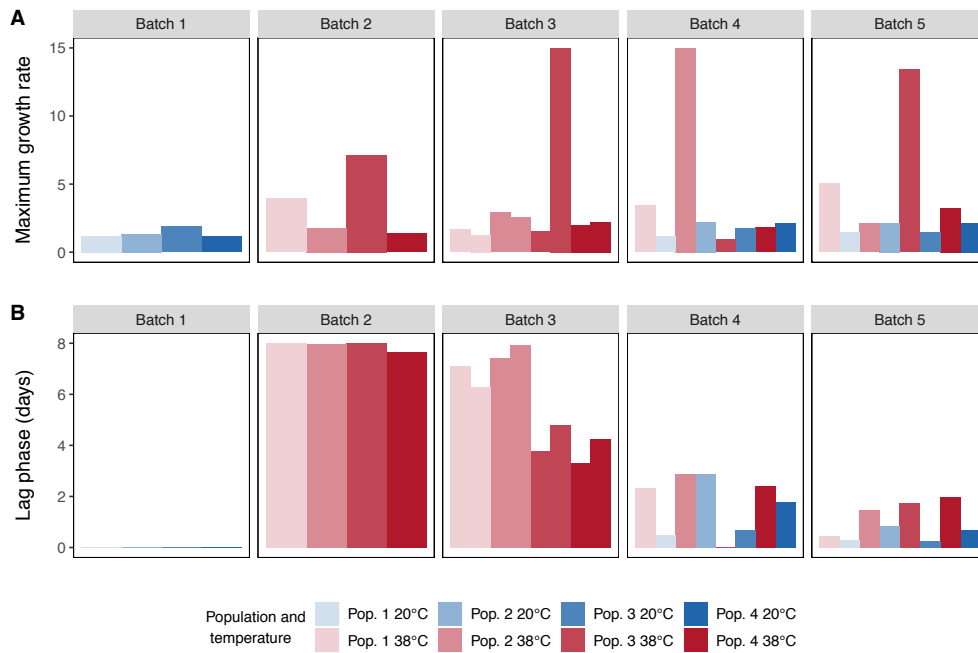 A
Batch 1 Batch 2 Batch 3 Batch 4 Batch 5
Maximum growth rate
15
10
5
0
B
Batch 1 Batch 2 Batch 3 Batch 4 Batch 5
Lag phase (days)
8
6
4
2
0
Population and
temperature
Pop. 1 20°C Pop. 2 20°C Pop. 3 20°C Pop. 4 20°C
Pop. 1 38°C Pop. 2 38°C Pop. 3 38°C Pop. 4 38°C